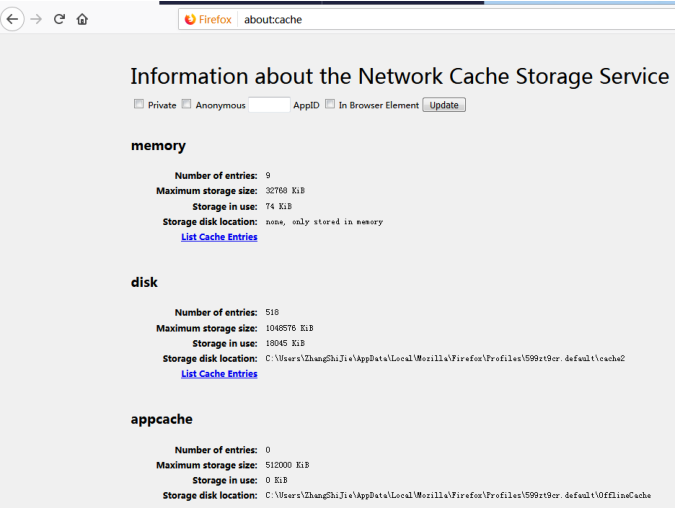 Firefox about:cache
Information about the Network Cache Storage Service
Private Anonymous AppID In Browser Element Update
memory
Number of entries: 9
Maximum storage size: 32768 KiB
Storage in use: 74 KiB
Storage disk location: none, only stored in memory
List Cache Entries
disk
Number of entries: 518
Maximum storage size: 1048576 KiB
Storage in use: 18045 KiB
Storage disk location: C:\Users\ZhangShiJie\AppData\Local\Mozilla\Firefox\Profiles\599zt9cr.default\cache2
List Cache Entries
appcache
Number of entries: 0
Maximum storage size: 512000 KiB
Storage in use: 0 KiB
Storage disk location: C:\Users\ZhangShiJie\AppData\Local\Mozilla\Firefox\Profiles\599zt9cr.default\OfflineCache